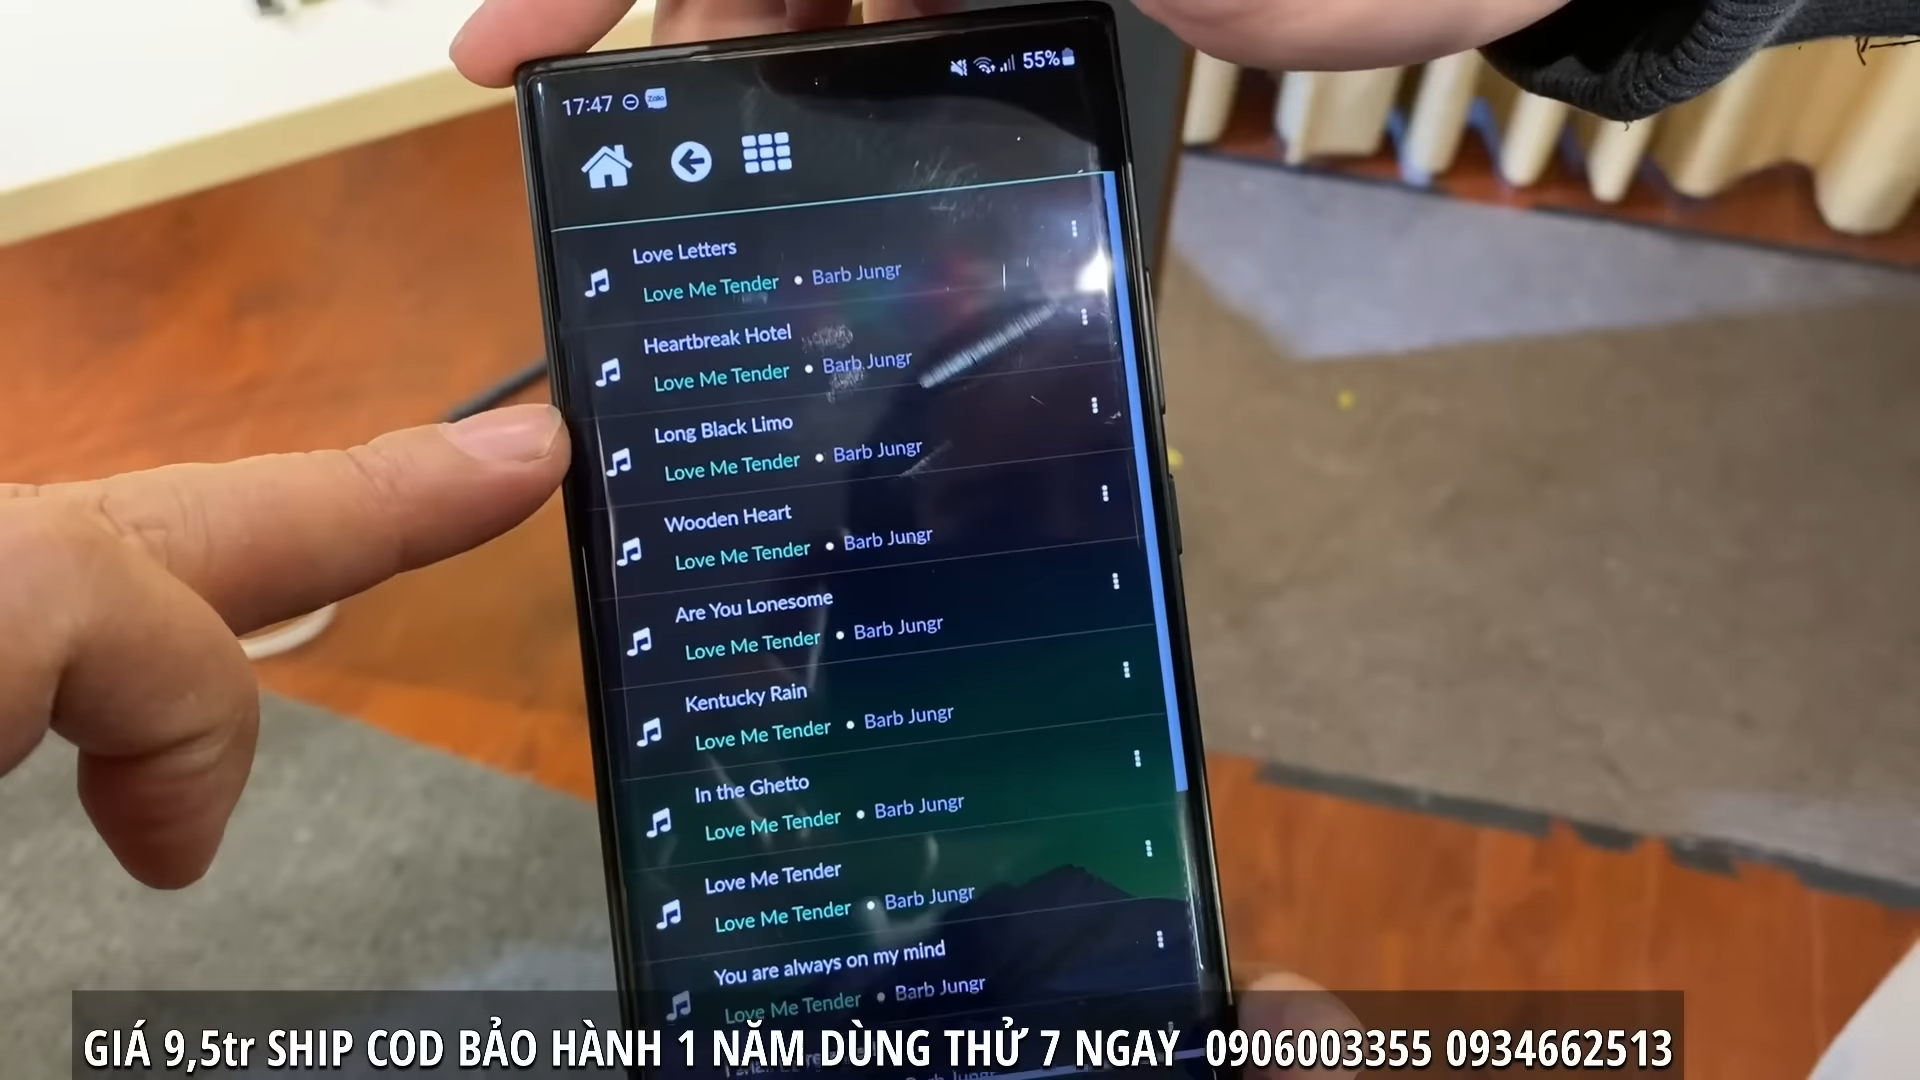 17:47 Zalo 55%
Love Letters
Love Me Tender • Barb Jungr
Heartbreak Hotel
Love Me Tender • Barb Jungr
Long Black Limo
Love Me Tender • Barb Jungr
Wooden Heart
Love Me Tender • Barb Jungr
Are You Lonesome
Love Me Tender • Barb Jungr
Kentucky Rain
Love Me Tender • Barb Jungr
In the Ghetto
Love Me Tender • Barb Jungr
Love Me Tender
Love Me Tender • Barb Jungr
You are always on my mind
Love Me Tender • Barb Jungr
GIÁ 9,5tr SHIP COD BẢO HÀNH 1 NĂM DÙNG THỬ 7 NGAY 0906003355 0934662513